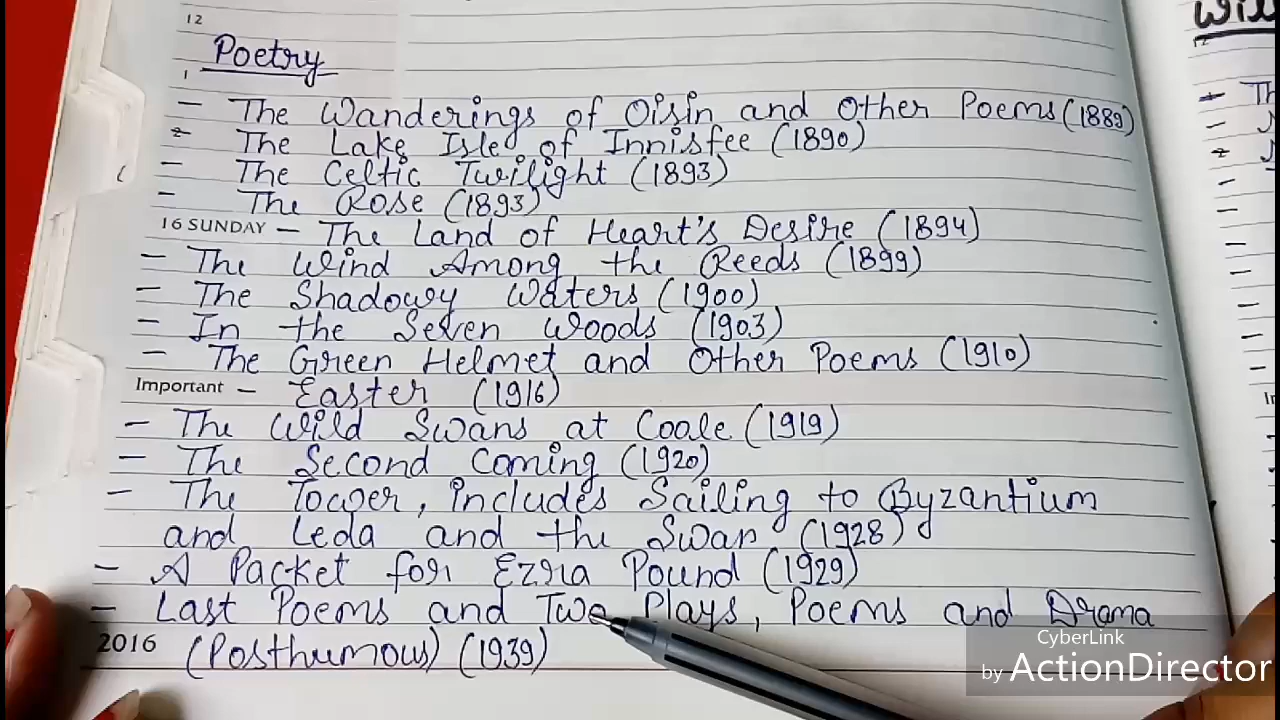 12
Poetry
1
- The Wanderings of Oisin and Other Poems (1889)
- The Lake Isle of Innisfee (1890)
- The Celtic Twilight (1893)
- The Rose (1893)
16 SUNDAY - The Land of Heart's Desire (1894)
- The Wind Among the Reeds (1899)
- The Shadowy Waters (1900)
- In the Seven Woods (1903)
- The Green Helmet and Other Poems (1910)
Important - Easter (1916)
- The Wild Swans at Coole (1919)
- The Second Coming (1920)
- The Tower, includes Sailing to Byzantium
and Leda and the Swan (1928)
- A Packet for Ezra Pound (1929)
- Last Poems and Two Plays, Poems and Drama
2016 (Posthumous) (1939)
CyberLink
by ActionDirector